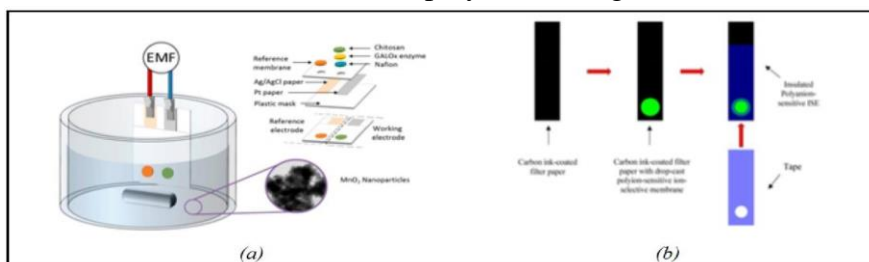 EMF
Chitosan
GALOx enzyme
Nafion
Reference
membrane
Ag/AgCl paper
Pt paper
Plastic mask
Reference
electrode
Working
electrode
MnO₂ Nanoparticles
(a)
(b)
Carbon ink-coated
filter paper
Carbon ink-coated filter
paper with drop-cast
polyion-sensitive ion-
selective membrane
Insulated
Polyanion-
sensitive ISE
Tape